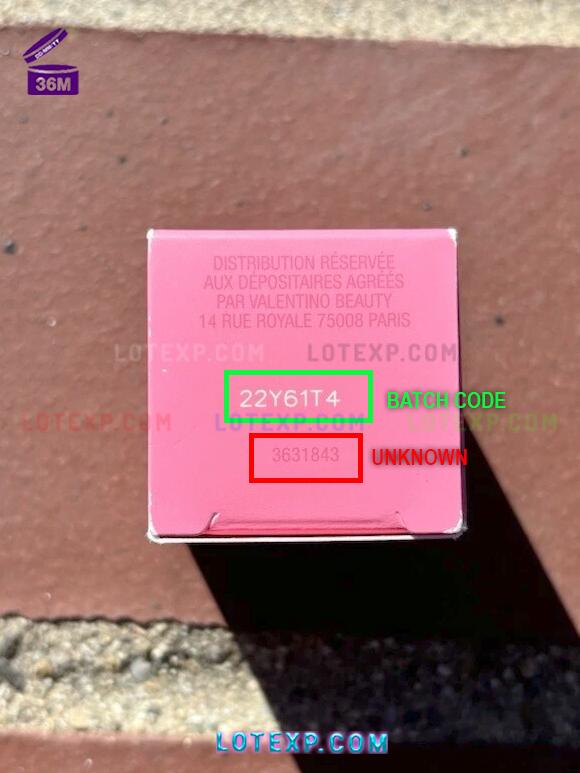 36M
DISTRIBUTION RÉSERVÉE
AUX DÉPOSITAIRES AGRÉÉS
PAR VALENTINO BEAUTY
14 RUE ROYALE 75008 PARIS
LOTEXP.COM LOTEXP.COM
22Y61T4 BATCH CODE
LOTEXP.COM LOTEXP.COM LOTEXP.COM
3631843 UNKNOWN
LOTEXP.COM